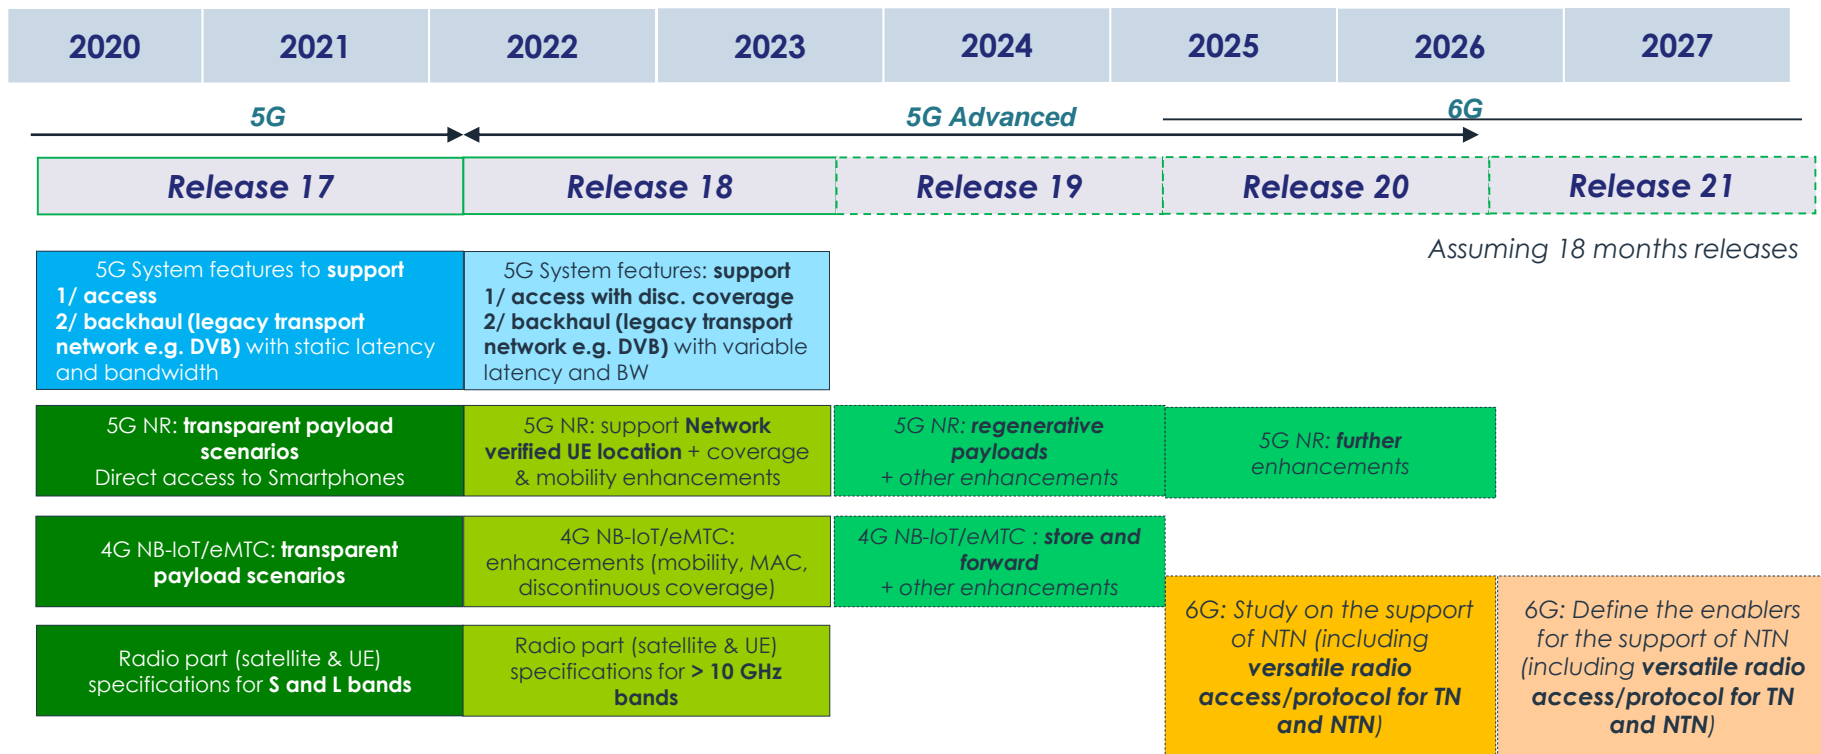 2020 2021 2022 2023 2024 2025 2026 2027
5G 5G Advanced 6G
Release 17 Release 18 Release 19 Release 20 Release 21
Assuming 18 months releases
5G System features to support
1/ access
2/ backhaul (legacy transport
network e.g. DVB) with static latency
and bandwidth
5G System features: support
1/ access with disc. coverage
2/ backhaul (legacy transport
network e.g. DVB) with variable
latency and BW
5G NR: transparent payload
scenarios
Direct access to Smartphones
5G NR: support Network
verified UE location + coverage
& mobility enhancements
5G NR: regenerative
payloads
+ other enhancements
5G NR: further
enhancements
4G NB-IoT/eMTC: transparent
payload scenarios
4G NB-IoT/eMTC:
enhancements (mobility, MAC,
discontinuous coverage)
4G NB-IoT/eMTC : store and
forward
+ other enhancements
Radio part (satellite & UE)
specifications for S and L bands
Radio part (satellite & UE)
specifications for > 10 GHz
bands
6G: Study on the support
of NTN (including
versatile radio
access/protocol for TN
and NTN)
6G: Define the enablers
for the support of NTN
(including versatile radio
access/protocol for TN
and NTN)